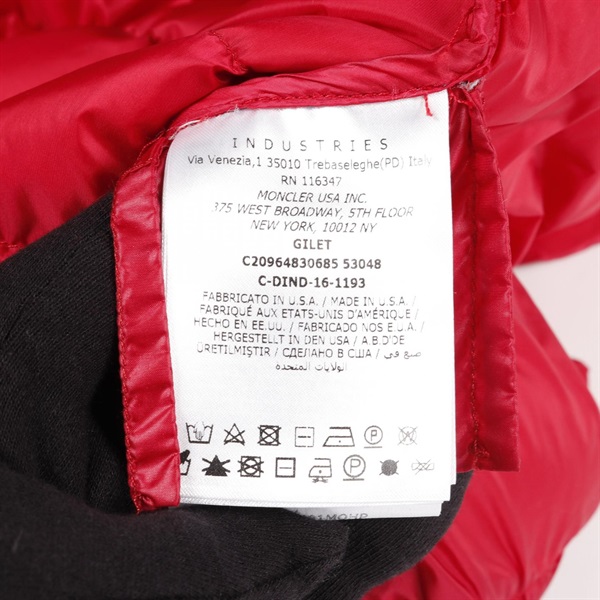 INDUSTRIES
Via Venezia,1 35010 Trebaseleghe(PD) Italy
RN 116347
MONCLER USA INC.
375 WEST BROADWAY, 5TH FLOOR
NEW YORK, 10012 NY
GILET
C20964830685 53048
C-DIND-16-1193
FABBRICATO IN U.S.A. / MADE IN U.S.A. /
FABRIQUÉ AUX ETATS-UNIS D'AMÉRIQUE /
HECHO EN EE.UU. / FABRICADO NOS E.U.A. /
HERGESTELLT IN DEN USA / A.B.D'DE
ÜRETILMIŞTIR / СДЕЛАНО В США / صنع في
الولايات المتحدة